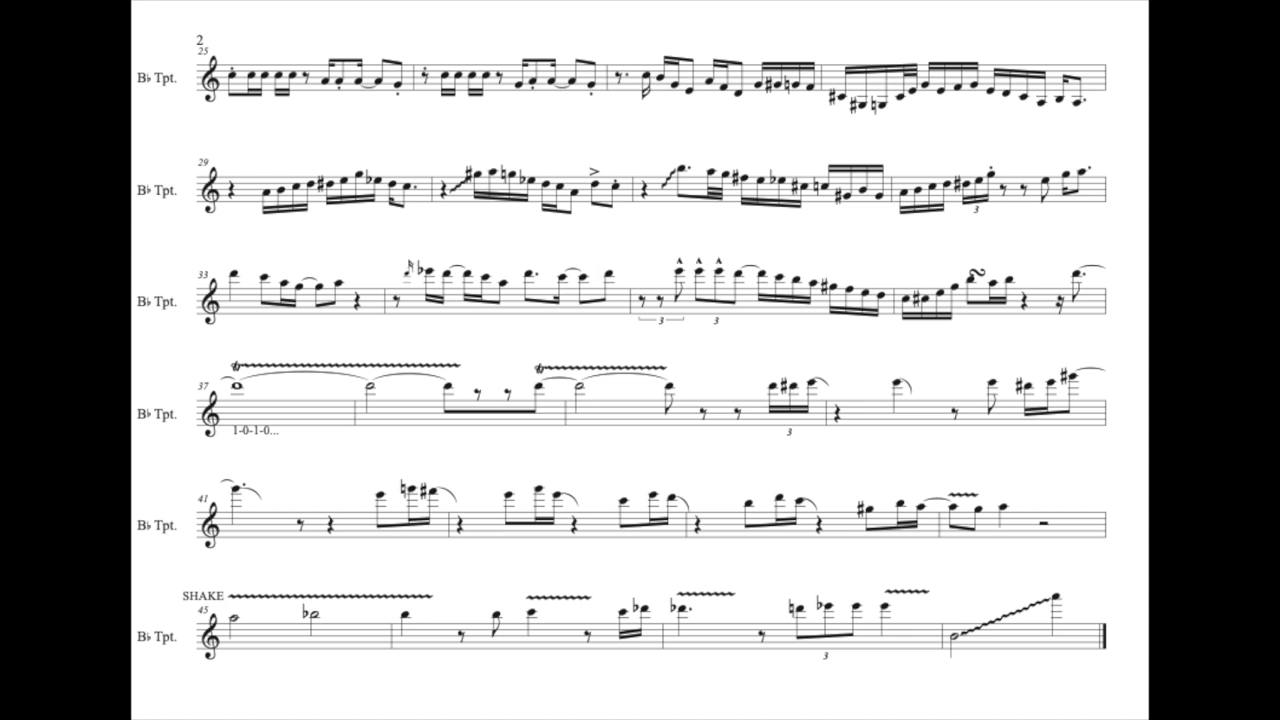 2
25
B♭ Tpt.
29
B♭ Tpt.
3
33
B♭ Tpt.
3
3
37
B♭ Tpt.
1-0-1-0...
3
41
B♭ Tpt.
SHAKE
45
B♭ Tpt.
3